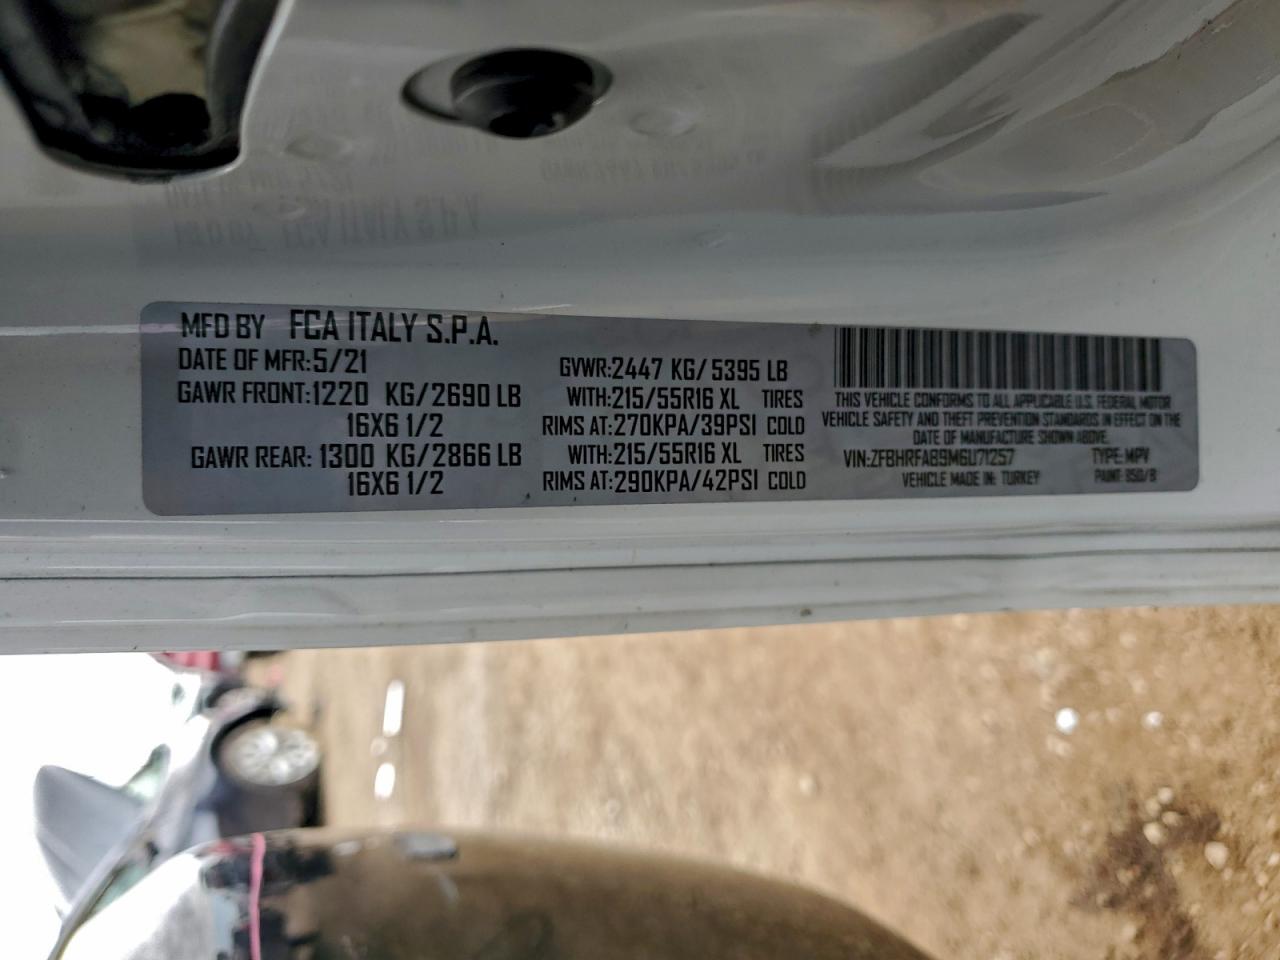 MFD BY FCA ITALY S.P.A.
DATE OF MFR:5/21
GAWR FRONT:1220 KG/2690 LB
16X6 1/2
GAWR REAR: 1300 KG/2866 LB
16X6 1/2
GVWR:2447 KG/ 5395 LB
WITH:215/55R16 XL TIRES
RIMS AT:270KPA/39PSI COLD
WITH:215/55R16 XL TIRES
RIMS AT:290KPA/42PSI COLD
THIS VEHICLE CONFORMS TO ALL APPLICABLE U.S. FEDERAL MOTOR
VEHICLE SAFETY AND THEFT PREVENTION STANDARDS IN EFFECT ON THE
DATE OF MANUFACTURE SHOWN ABOVE.
VIN:ZFBHRFAB9M6U71257 TYPE:MPV
VEHICLE MADE IN: TURKEY PAINT: 950/B